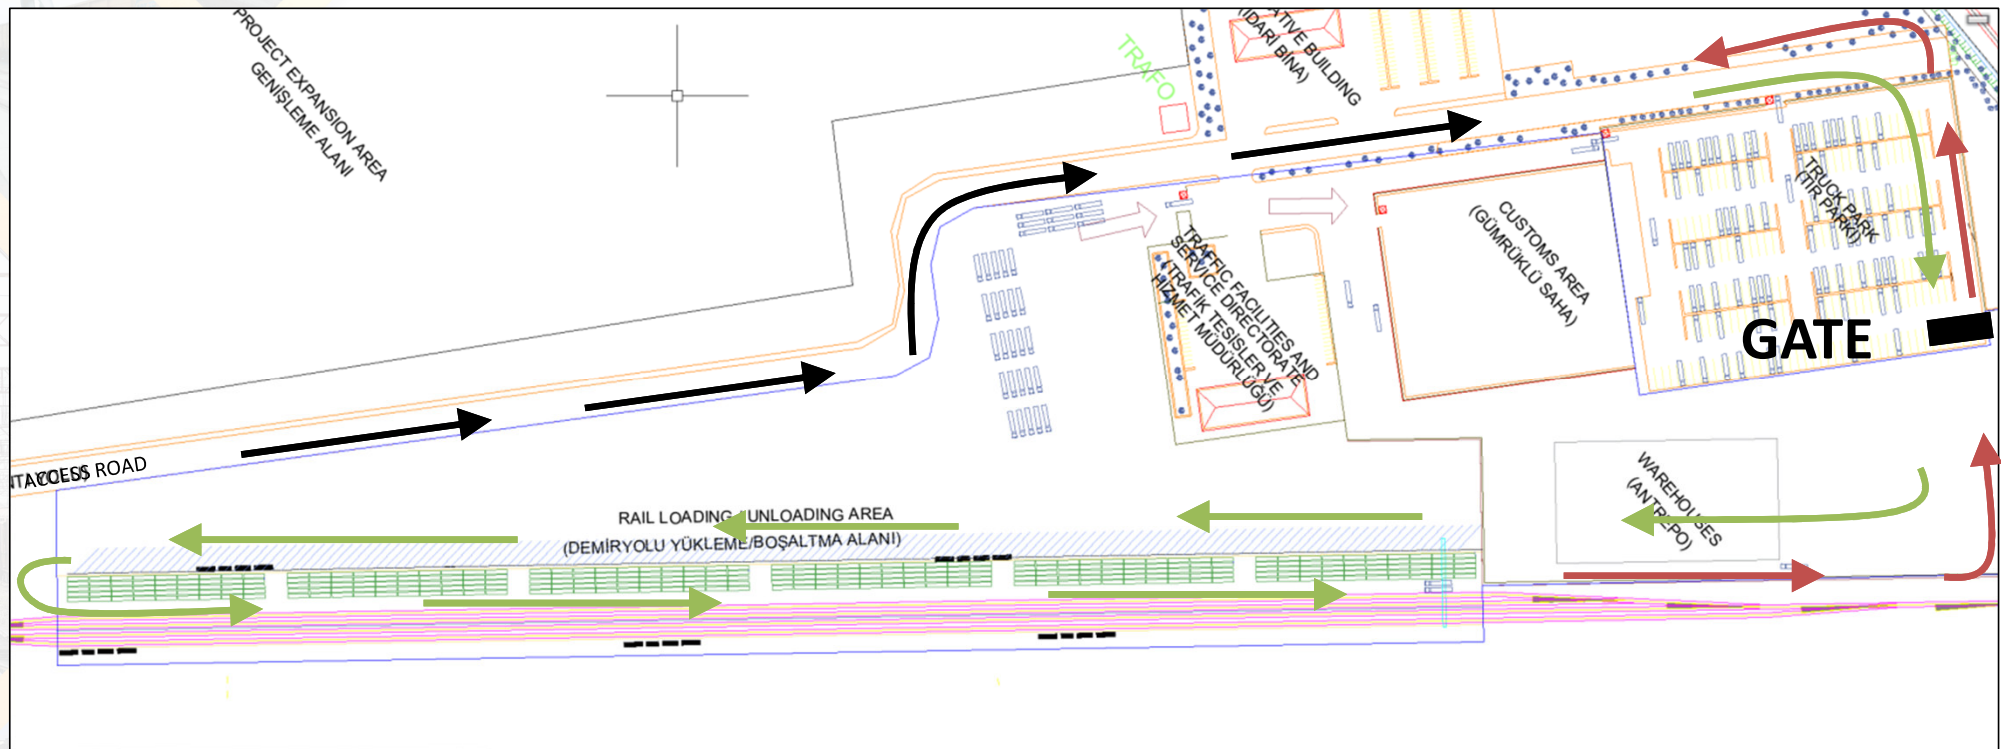 PROJECT EXPANSION AREA
GENİŞLEME ALANI
TRAFO
ATIVE BUILDING
(İDARİ BİNA)
TRUCK PARK
(TIR PARKI)
CUSTOMS AREA
(GÜMRÜKLÜ SAHA)
TRAFFIC FACILITIES AND
SERVICE DIRECTORATE
(TRAFİK TESİSLER VE
HİZMET MÜDÜRLÜĞÜ)
GATE
ACCESS ROAD
RAIL LOADING UNLOADING AREA
(DEMİRYOLU YÜKLEME/BOŞALTMA ALANI)
WAREHOUSES
(ANTREPO)